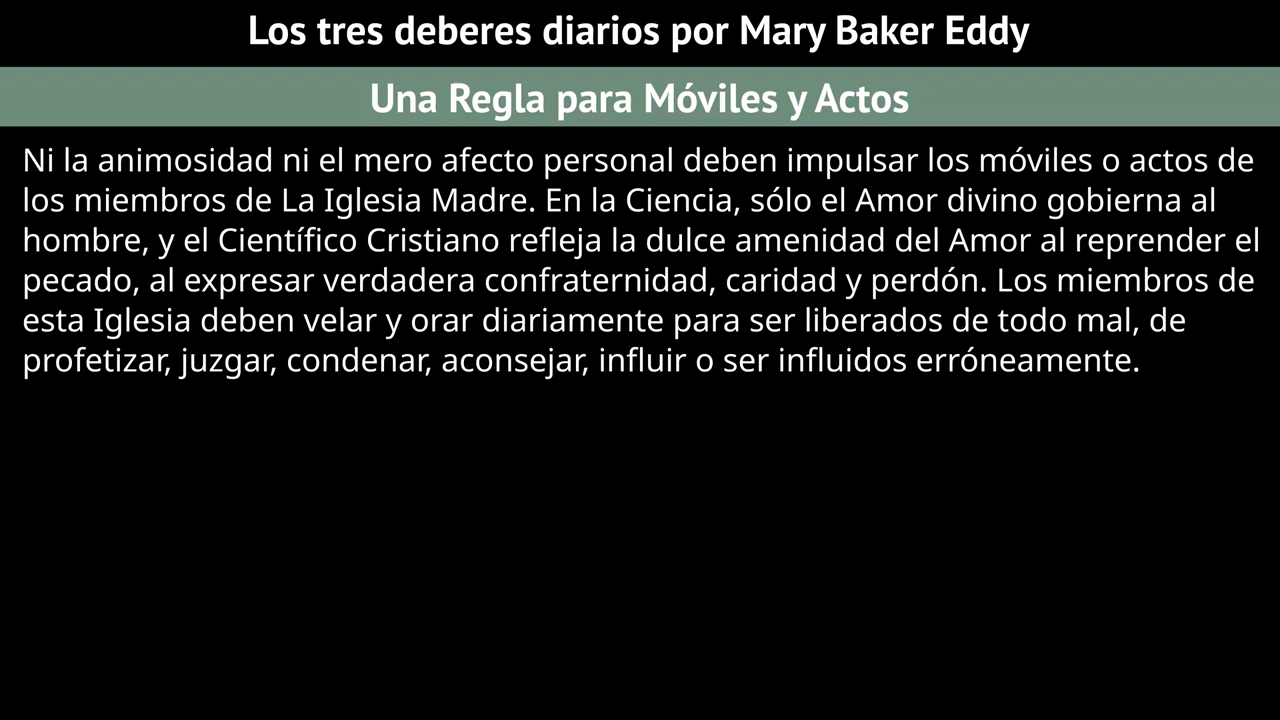 Los tres deberes diarios por Mary Baker Eddy
Una Regla para Móviles y Actos
Ni la animosidad ni el mero afecto personal deben impulsar los móviles o actos de
los miembros de La Iglesia Madre. En la Ciencia, sólo el Amor divino gobierna al
hombre, y el Científico Cristiano refleja la dulce amenidad del Amor al reprender el
pecado, al expresar verdadera confraternidad, caridad y perdón. Los miembros de
esta Iglesia deben velar y orar diariamente para ser liberados de todo mal, de
profetizar, juzgar, condenar, aconsejar, influir o ser influidos erróneamente.